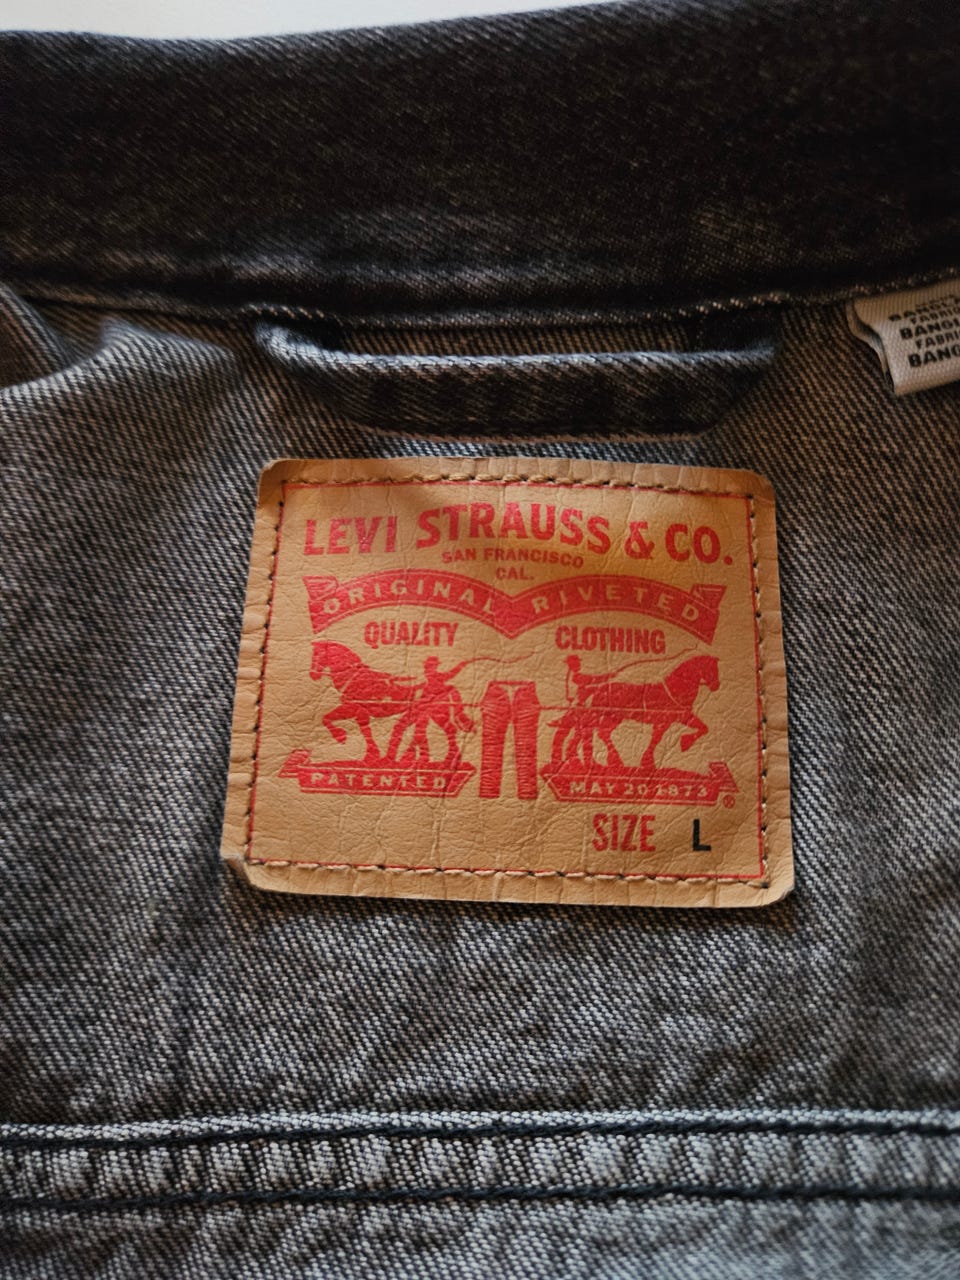 LEVI STRAUSS & CO.
SAN FRANCISCO
CAL.
ORIGINAL RIVETED
QUALITY CLOTHING
PATENTED MAY 20 1873 ®
SIZE L